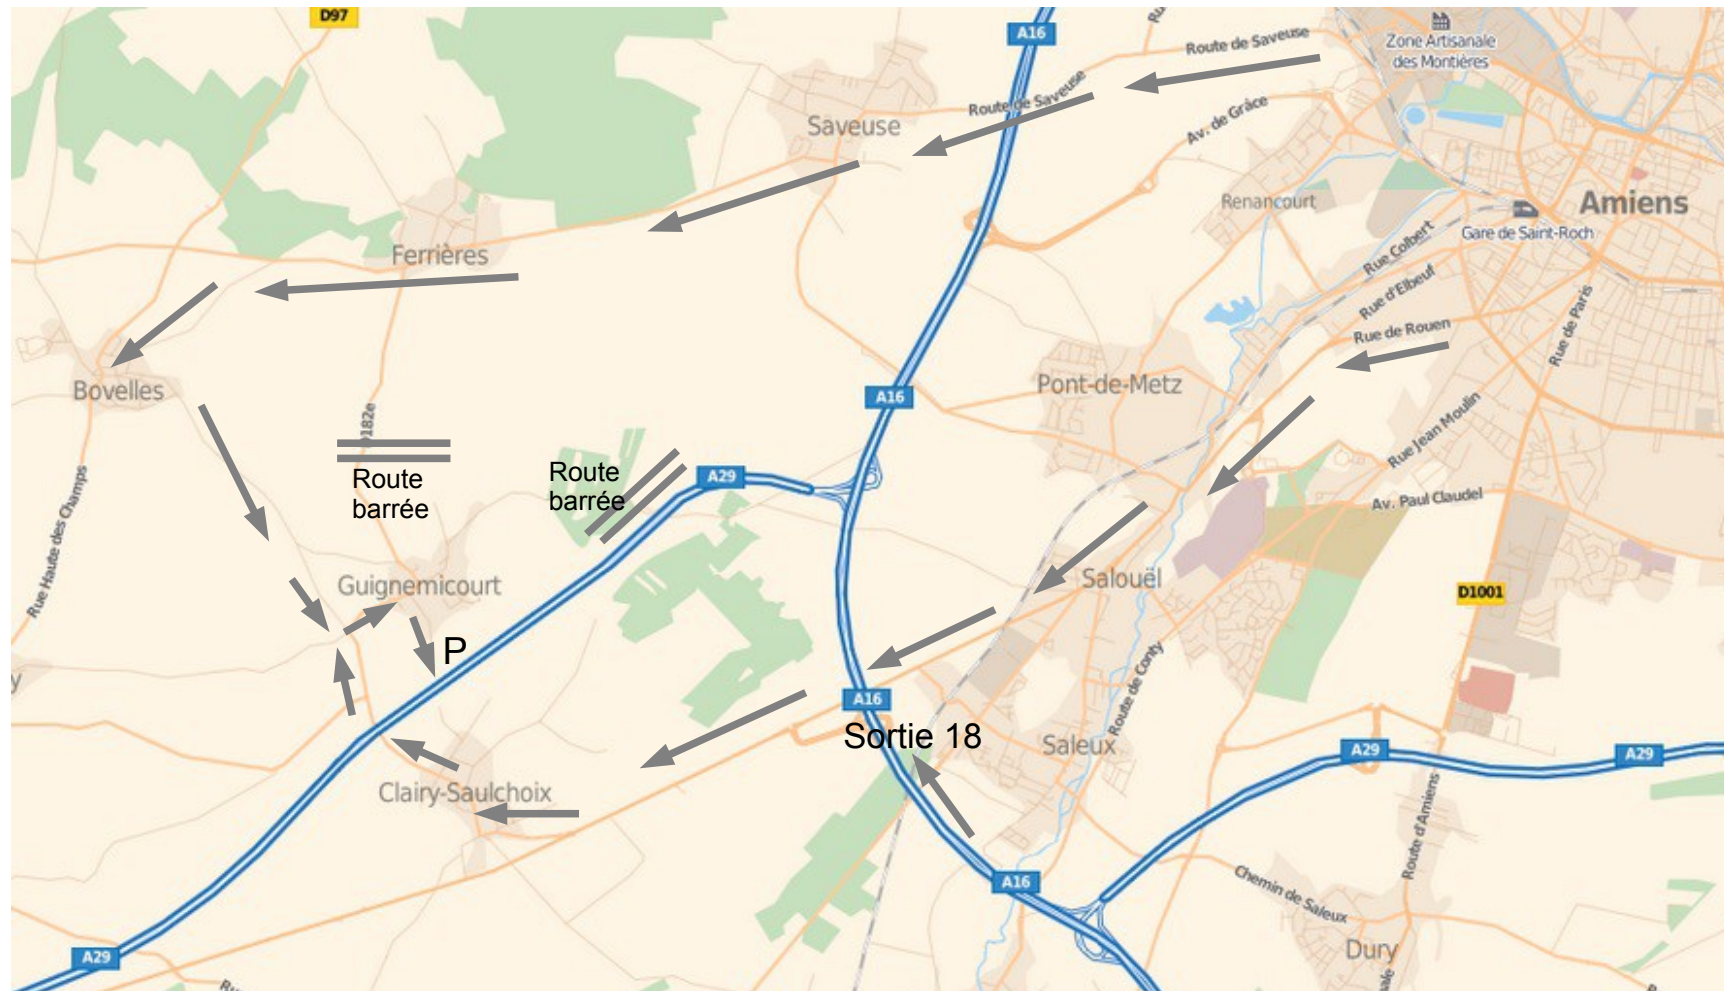 D97
A16
Route de Saveuse
Zone Artisanale
des Montières
Route de Saveuse
Av. de Grâce
Saveuse
Renancourt
Amiens
Gare de Saint-Roch
Rue Colbert
Ferrières
Rue d'Elbeuf
Rue de Rouen
Rue de Paris
Bovelles
Pont-de-Metz
A16
D182e
Rue Jean Moulin
Route
barrée
Route
barrée
A29
Av. Paul Claudel
Rue Haute des Champs
Guignemicourt
Salouël
D1001
P
y
A16
Sortie 18
Route de Conty
Saleux
A29
A29
Clairy-Saulchoix
Route d'Amiens
A16
Chemin de Saleux
Dury
A29